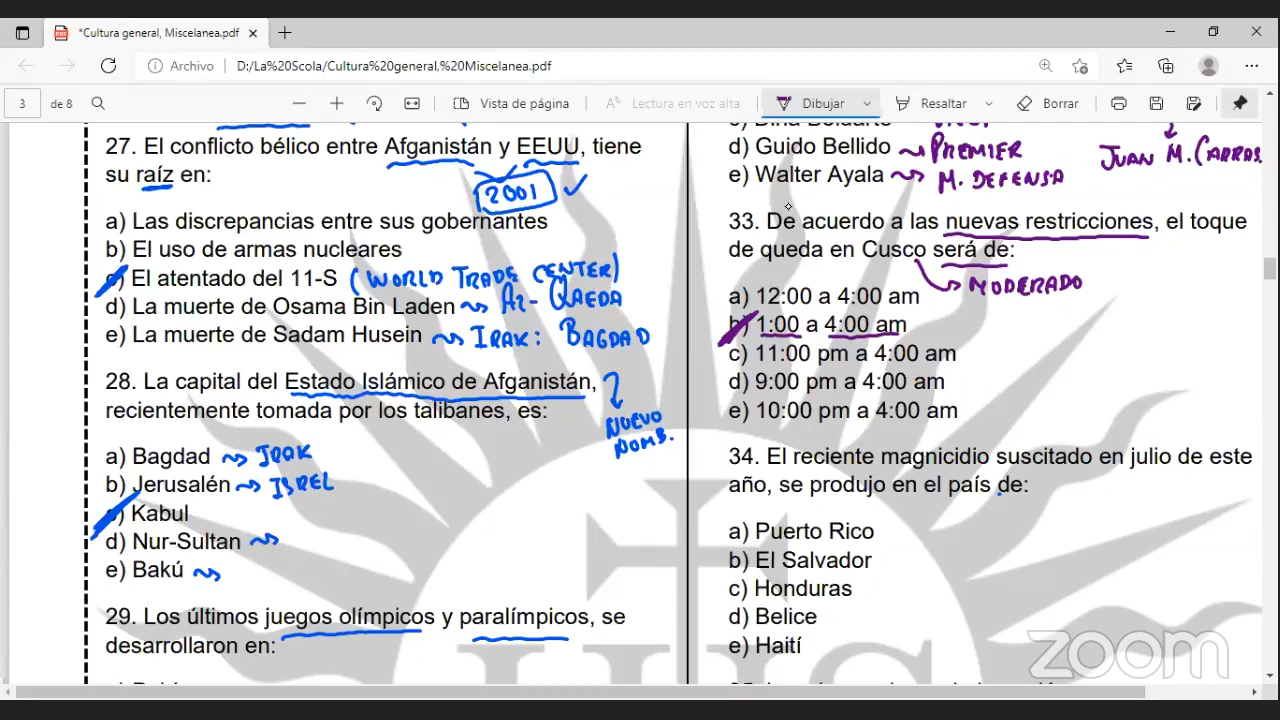 *Cultura general, Miscelanea.pdf
Archivo D:/La%20Scola/Cultura%20general,%20Miscelanea.pdf
3 de 8 Vista de página Lectura en voz alta Dibujar Resaltar Borrar
27. El conflicto bélico entre Afganistán y EEUU, tiene
su raíz en:
2001
a) Las discrepancias entre sus gobernantes
b) El uso de armas nucleares
c) El atentado del 11-S (WORLD TRADE CENTER)
d) La muerte de Osama Bin Laden AL-QAEDA
e) La muerte de Sadam Husein IRAK: BAGDAD
28. La capital del Estado Islámico de Afganistán,
recientemente tomada por los talibanes, es:
NUEVO
NOMB.
a) Bagdad IRAK
b) Jerusalén ISREL
c) Kabul
d) Nur-Sultan
e) Bakú
29. Los últimos juegos olímpicos y paralímpicos, se
desarrollaron en:
d) Guido Bellido PREMIER
JUAN M. CARRAS
e) Walter Ayala M. DEFENSA
33. De acuerdo a las nuevas restricciones, el toque
de queda en Cusco será de:
MODERADO
a) 12:00 a 4:00 am
b) 1:00 a 4:00 am
c) 11:00 pm a 4:00 am
d) 9:00 pm a 4:00 am
e) 10:00 pm a 4:00 am
34. El reciente magnicidio suscitado en julio de este
año, se produjo en el país de:
a) Puerto Rico
b) El Salvador
c) Honduras
d) Belice
e) Haití
zoom